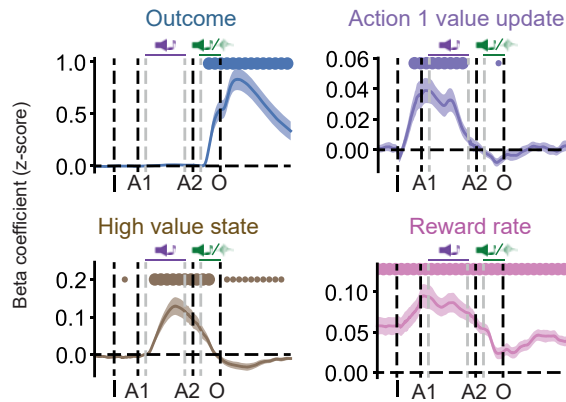 Outcome
Action 1 value update
1.0
0.5
0.0
I A1 A2 O
0.06
0.04
0.02
0.00
I A1 A2 O
Beta coefficient (z-score)
High value state
Reward rate
0.2
0.1
0.0
I A1 A2 O
0.10
0.05
0.00
I A1 A2 O